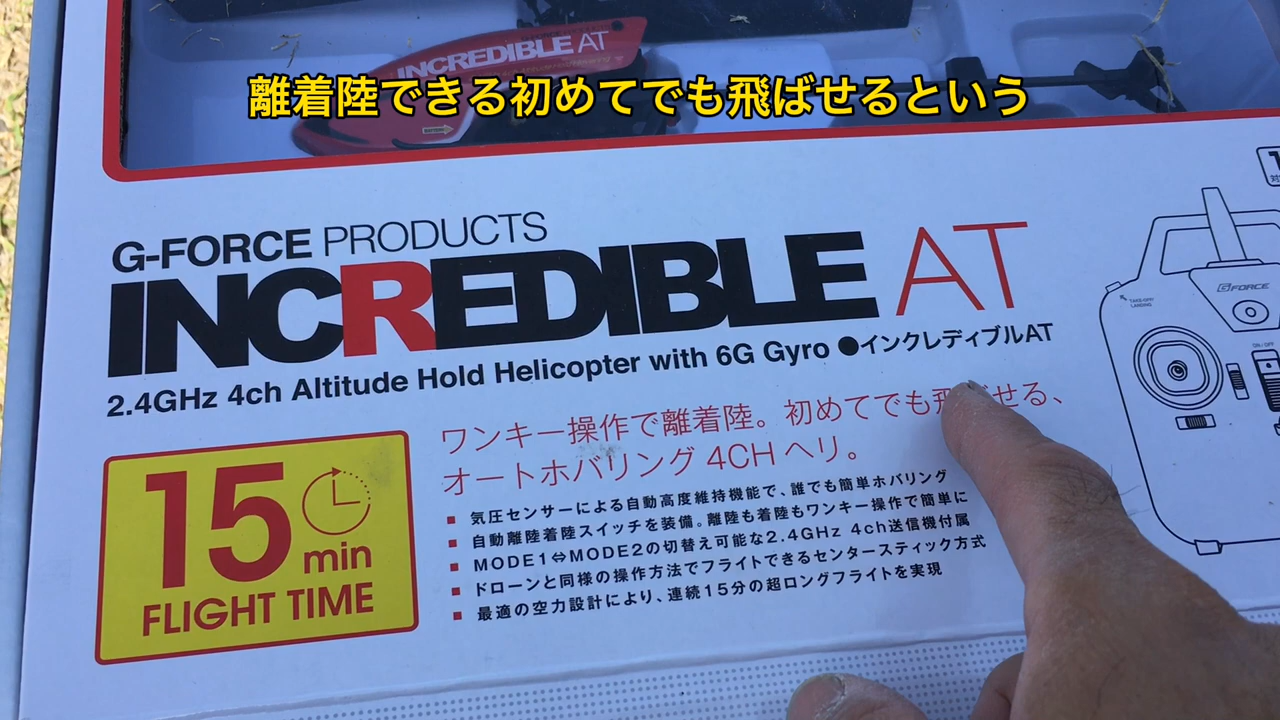 INCREDIBLE AT
離着陸できる初めてでも飛ばせるという
G-FORCE PRODUCTS
INCREDIBLE AT
2.4GHz 4ch Altitude Hold Helicopter with 6G Gyro ●インクレディブルAT
ワンキー操作で離着陸。初めてでも飛ばせる、
オートホバリング 4CH ヘリ。
■ 気圧センサーによる自動高度維持機能で、誰でも簡単ホバリング
■ 自動離陸着陸スイッチを装備。離陸も着陸もワンキー操作で簡単に
■ MODE1⇔MODE2の切替え可能な2.4GHz 4ch送信機付属
■ ドローンと同様の操作方法でフライトできるセンタースティック方式
■ 最適の空力設計により、連続15分の超ロングフライトを実現
15
min
FLIGHT TIME
TAKE-OFF/
LANDING
G FORCE
ON / OFF